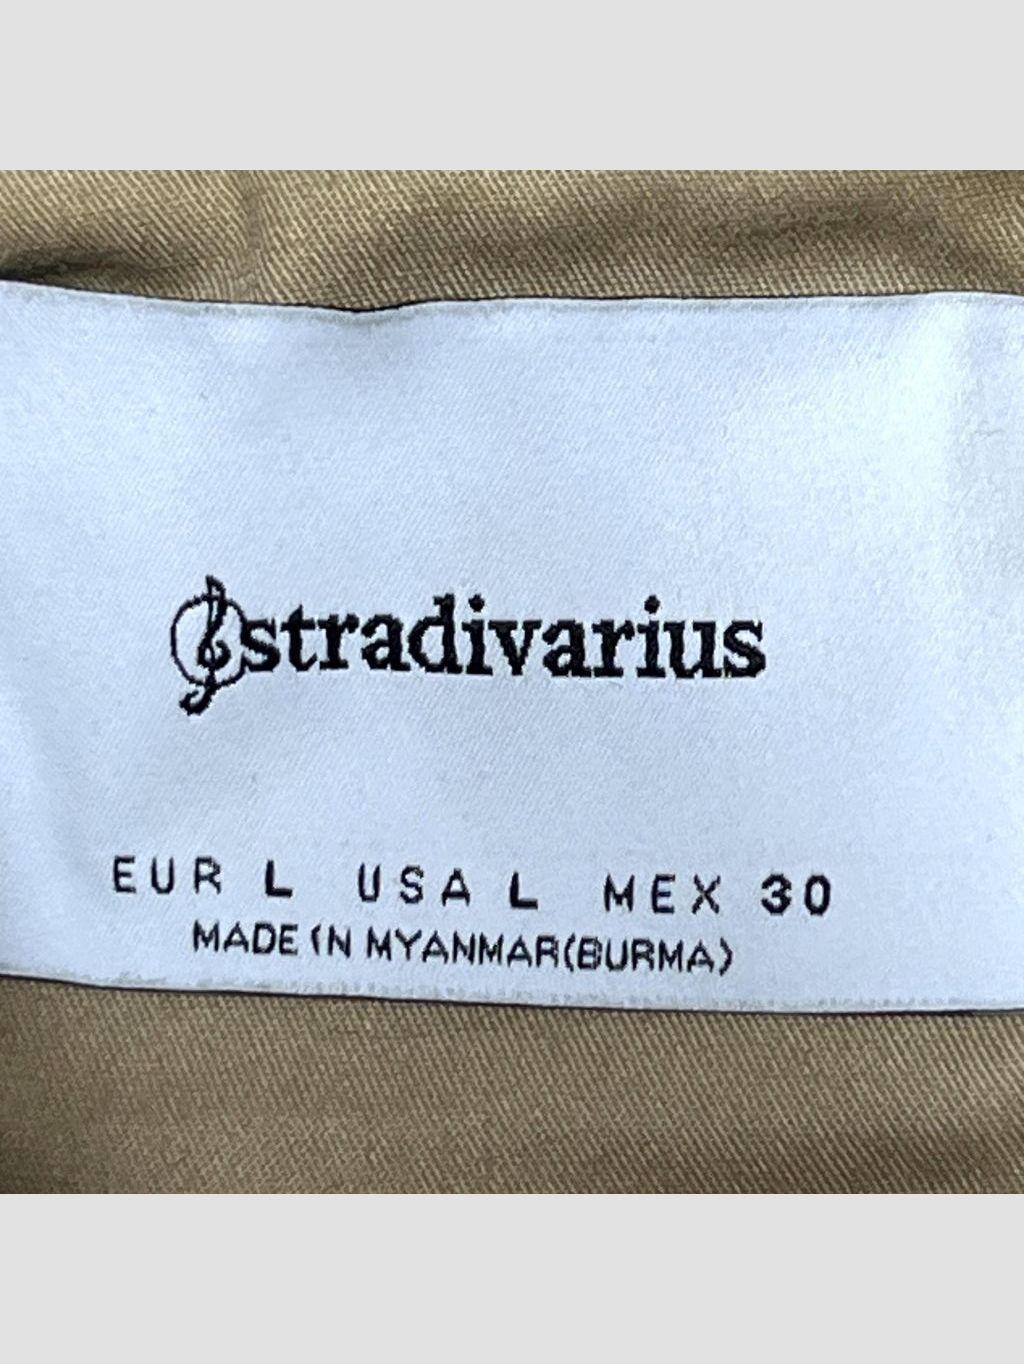 stradivarius
EUR L USA L MEX 30
MADE IN MYANMAR(BURMA)